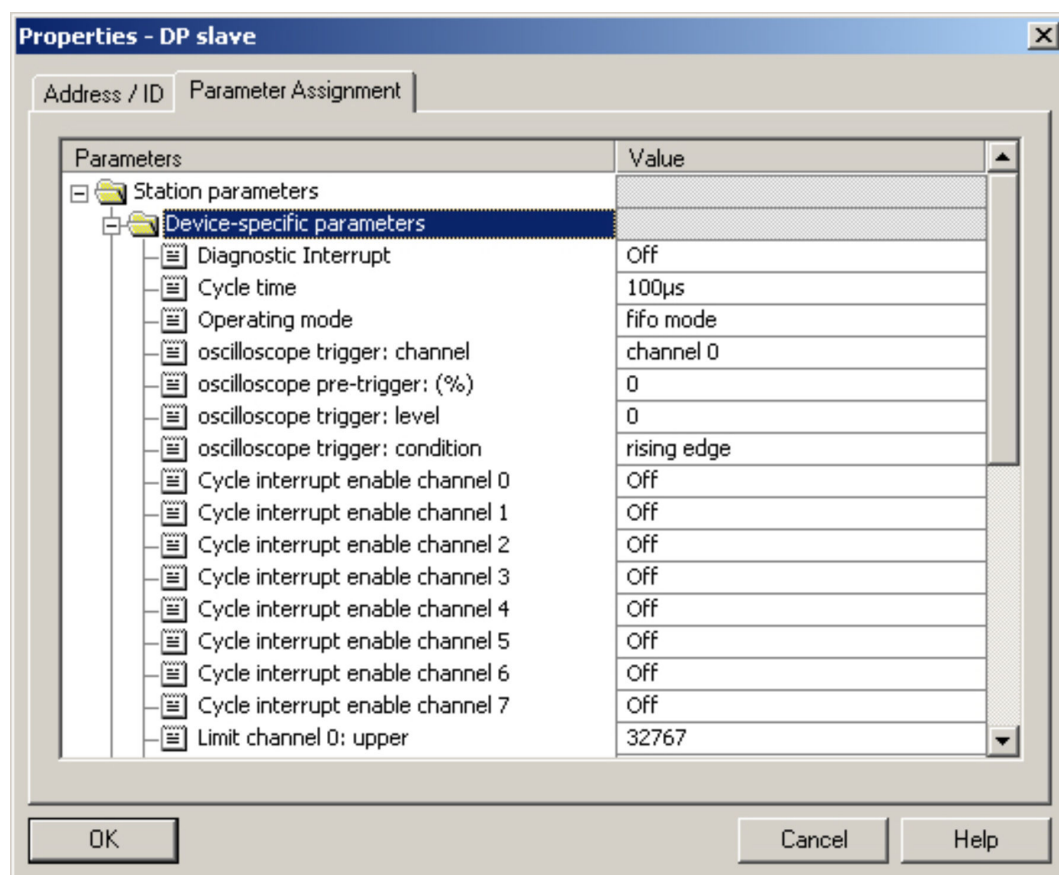 Properties - DP slave
Address / ID Parameter Assignment
Parameters Value
Station parameters
Device-specific parameters
Diagnostic Interrupt Off
Cycle time 100µs
Operating mode fifo mode
oscilloscope trigger: channel channel 0
oscilloscope pre-trigger: (%) 0
oscilloscope trigger: level 0
oscilloscope trigger: condition rising edge
Cycle interrupt enable channel 0 Off
Cycle interrupt enable channel 1 Off
Cycle interrupt enable channel 2 Off
Cycle interrupt enable channel 3 Off
Cycle interrupt enable channel 4 Off
Cycle interrupt enable channel 5 Off
Cycle interrupt enable channel 6 Off
Cycle interrupt enable channel 7 Off
Limit channel 0: upper 32767
OK Cancel Help